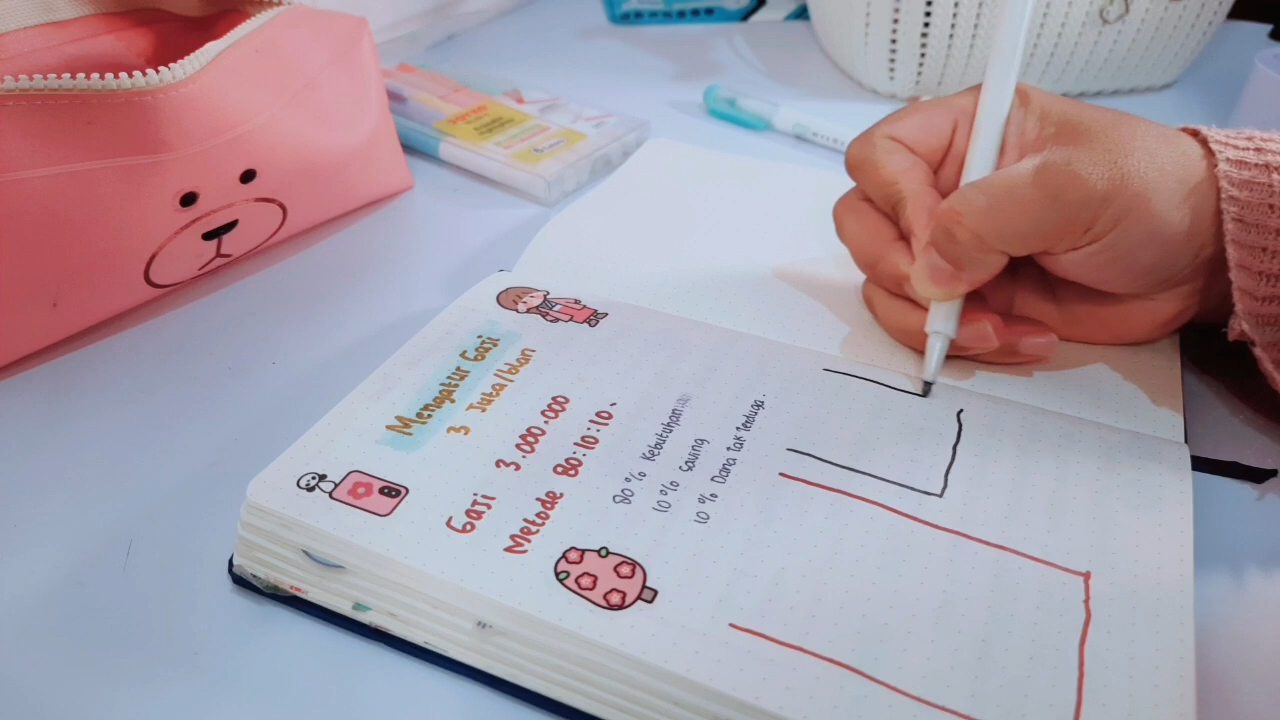 Mengatur Gaji
3 Juta/blan
Gaji 3.000.000
Metode 80:10:10.
80% Kebutuhan
10% Saving
10% Dana tak terduga.